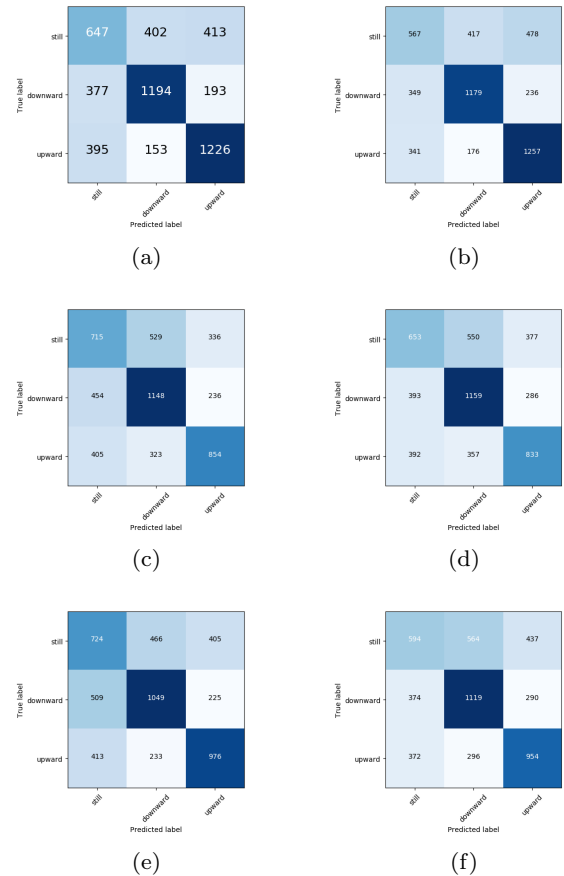 still 647 402 413
downward 377 1194 193
upward 395 153 1226
True label
still downward upward
Predicted label
(a)
still 567 417 478
downward 349 1179 236
upward 341 176 1257
True label
still downward upward
Predicted label
(b)
still 715 529 336
downward 454 1148 236
upward 405 323 854
True label
still downward upward
Predicted label
(c)
still 653 550 377
downward 393 1159 286
upward 392 357 833
True label
still downward upward
Predicted label
(d)
still 724 466 405
downward 509 1049 225
upward 413 233 976
True label
still downward upward
Predicted label
(e)
still 594 564 437
downward 374 1119 290
upward 372 296 954
True label
still downward upward
Predicted label
(f)